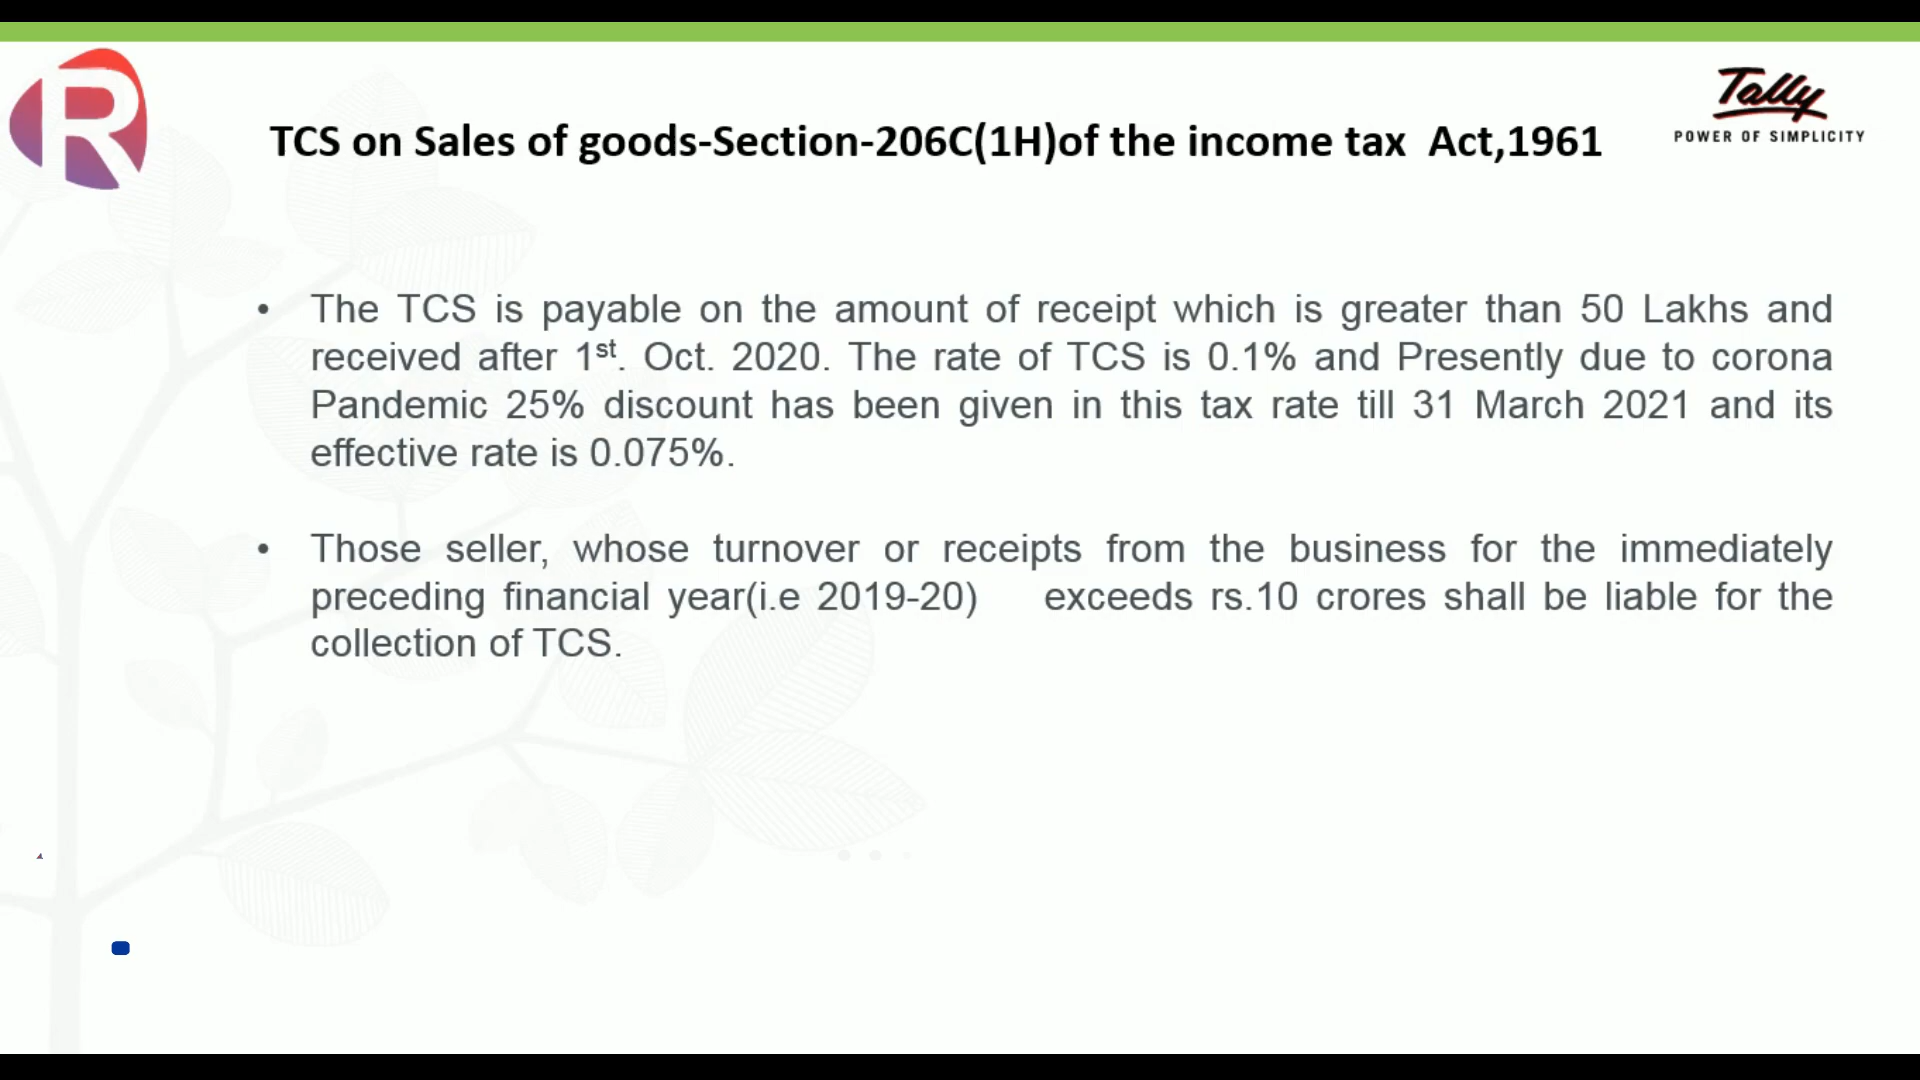 R
Tally
POWER OF SIMPLICITY
TCS on Sales of goods-Section-206C(1H)of the income tax  Act,1961
• The TCS is payable on the amount of receipt which is greater than 50 Lakhs and
received after 1st. Oct. 2020. The rate of TCS is 0.1% and Presently due to corona
Pandemic 25% discount has been given in this tax rate till 31 March 2021 and its
effective rate is 0.075%.
• Those seller, whose turnover or receipts from the business for the immediately
preceding financial year(i.e 2019-20)   exceeds rs.10 crores shall be liable for the
collection of TCS.